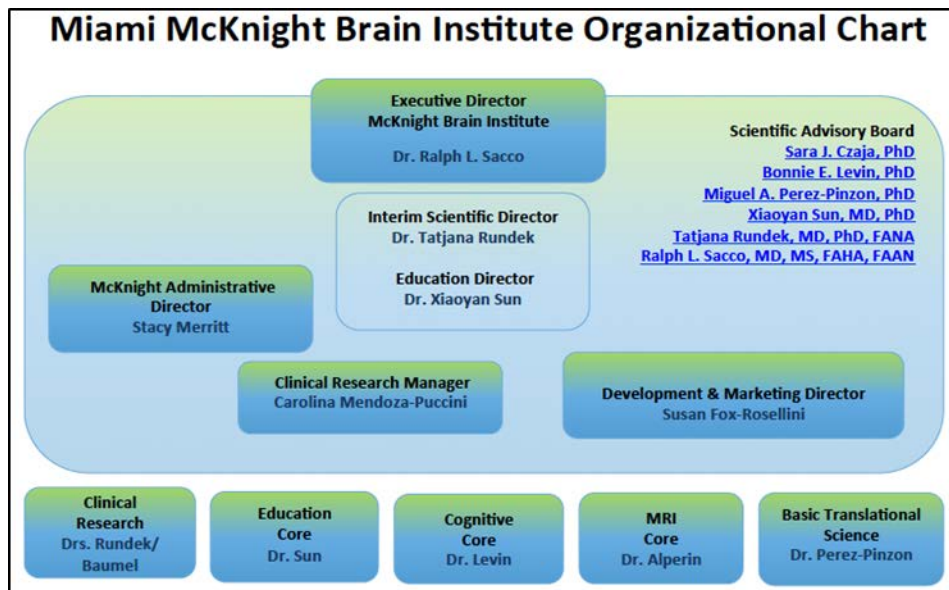 Miami McKnight Brain Institute Organizational Chart
Executive Director
McKnight Brain Institute
Dr. Ralph L. Sacco
Scientific Advisory Board
Sara J. Czaja, PhD
Bonnie E. Levin, PhD
Miguel A. Perez-Pinzon, PhD
Xiaoyan Sun, MD, PhD
Tatjana Rundek, MD, PhD, FANA
Ralph L. Sacco, MD, MS, FAHA, FAAN
Interim Scientific Director
Dr. Tatjana Rundek
Education Director
Dr. Xiaoyan Sun
McKnight Administrative
Director
Stacy Merritt
Clinical Research Manager
Carolina Mendoza-Puccini
Development & Marketing Director
Susan Fox-Rosellini
Clinical
Research
Drs. Rundek/
Baumel
Education
Core
Dr. Sun
Cognitive
Core
Dr. Levin
MRI
Core
Dr. Alperin
Basic Translational
Science
Dr. Perez-Pinzon